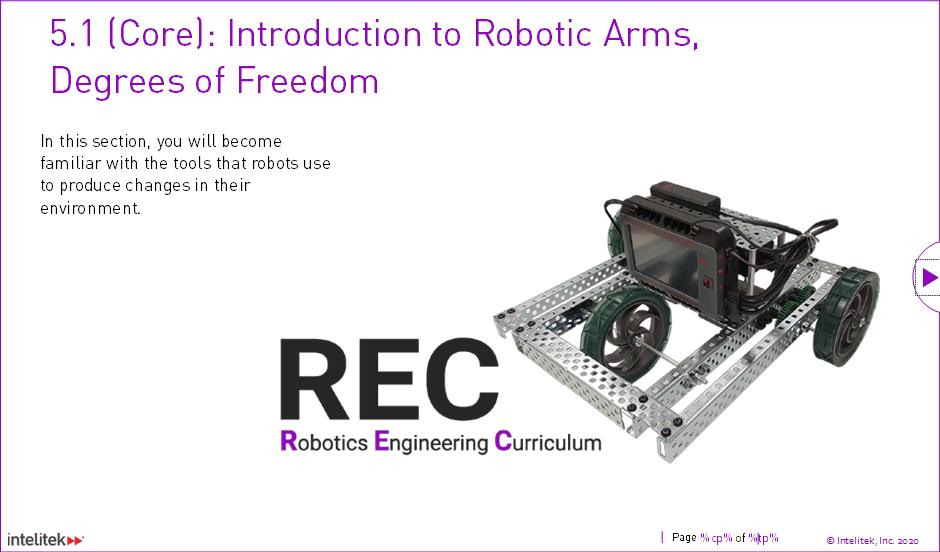 5.1 (Core): Introduction to Robotic Arms,
Degrees of Freedom
In this section, you will become
familiar with the tools that robots use
to produce changes in their
environment.
REC
Robotics Engineering Curriculum
intelitek
Page %cp% of %tp%
© Intelitek, Inc. 2020